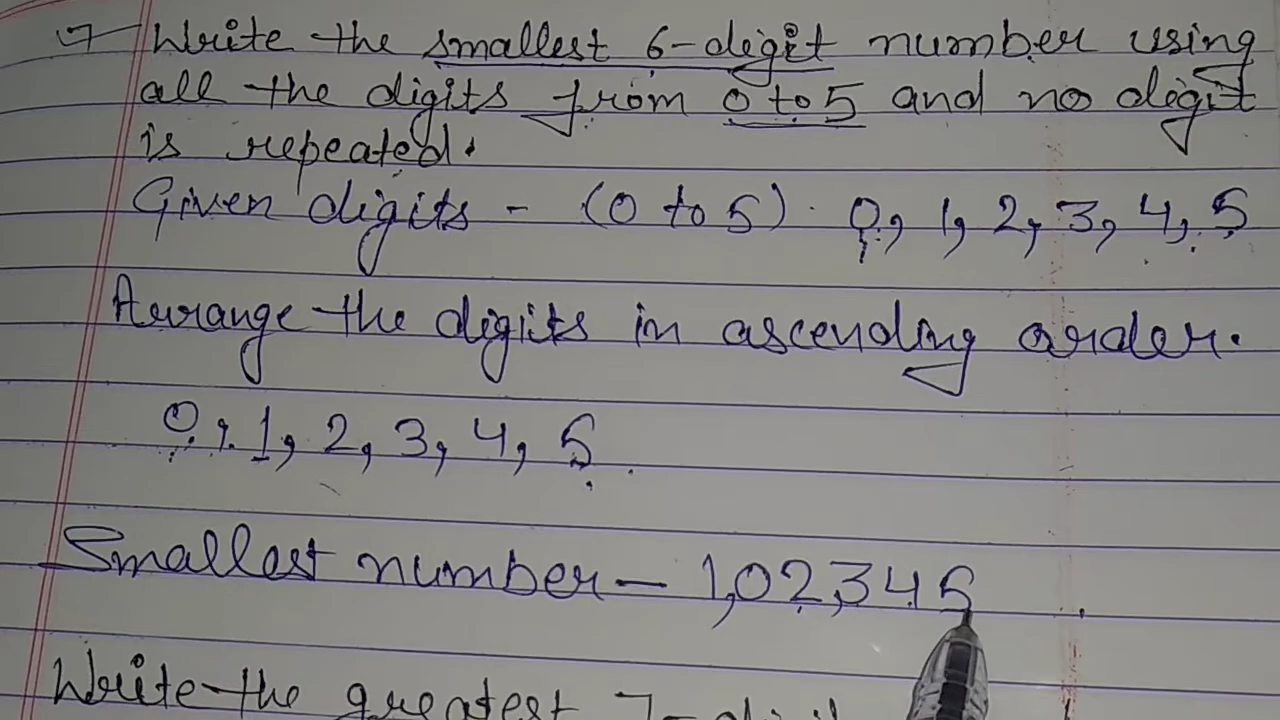 7 Write the smallest 6-digit number using
all the digits from 0 to 5 and no digit
is repeated.
Given digits - (0 to 5). 0, 1, 2, 3, 4, 5
Arrange the digits in ascending order.
0, 1, 2, 3, 4, 5
Smallest number - 1,02,345
Write the greatest 7-digit